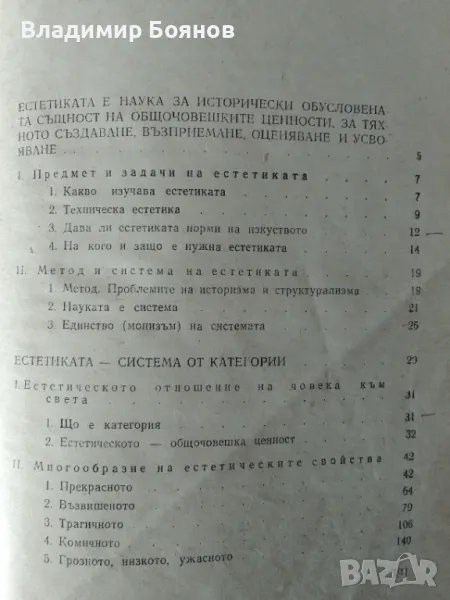 Владимир Боянов
ЕСТЕТИКАТА Е НАУКА ЗА ИСТОРИЧЕСКИ ОБУСЛОВЕНА
ТА СЪЩНОСТ НА ОБЩОЧОВЕШКИТЕ ЦЕННОСТИ, ЗА ТЯХ
НОТО СЪЗДАВАНЕ, ВЪЗПРИЕМАНЕ, ОЦЕНЯВАНЕ И УСВО
ЯВАНЕ . . . 5
I. Предмет и задачи на естетиката 7
1. Какво изучава естетиката 7
2. Техническа естетика 9
3. Дава ли естетиката норми на изкуството 12
4. На кого и защо е нужна естетиката 14
II. Метод и система на естетиката 19
1 Метод. Проблемите на историзма и структурализма 19
2. Науката е система 21
3. Единство (монизъм) на системата 25
ЕСТЕТИКАТА — СИСТЕМА ОТ КАТЕГОРИИ 29
I. Естетическото отношение на човека към
света 31
1. Що е категория 31
2. Естетическото — общочовешка ценност 32
II. Многообразие на естетическите свойства 42
1. Прекрасното 42
2. Възвишеното 64
3. Трагичното 79
4. Комичното 106
5. Грозното, низкото, ужасното 140
bazar.bg